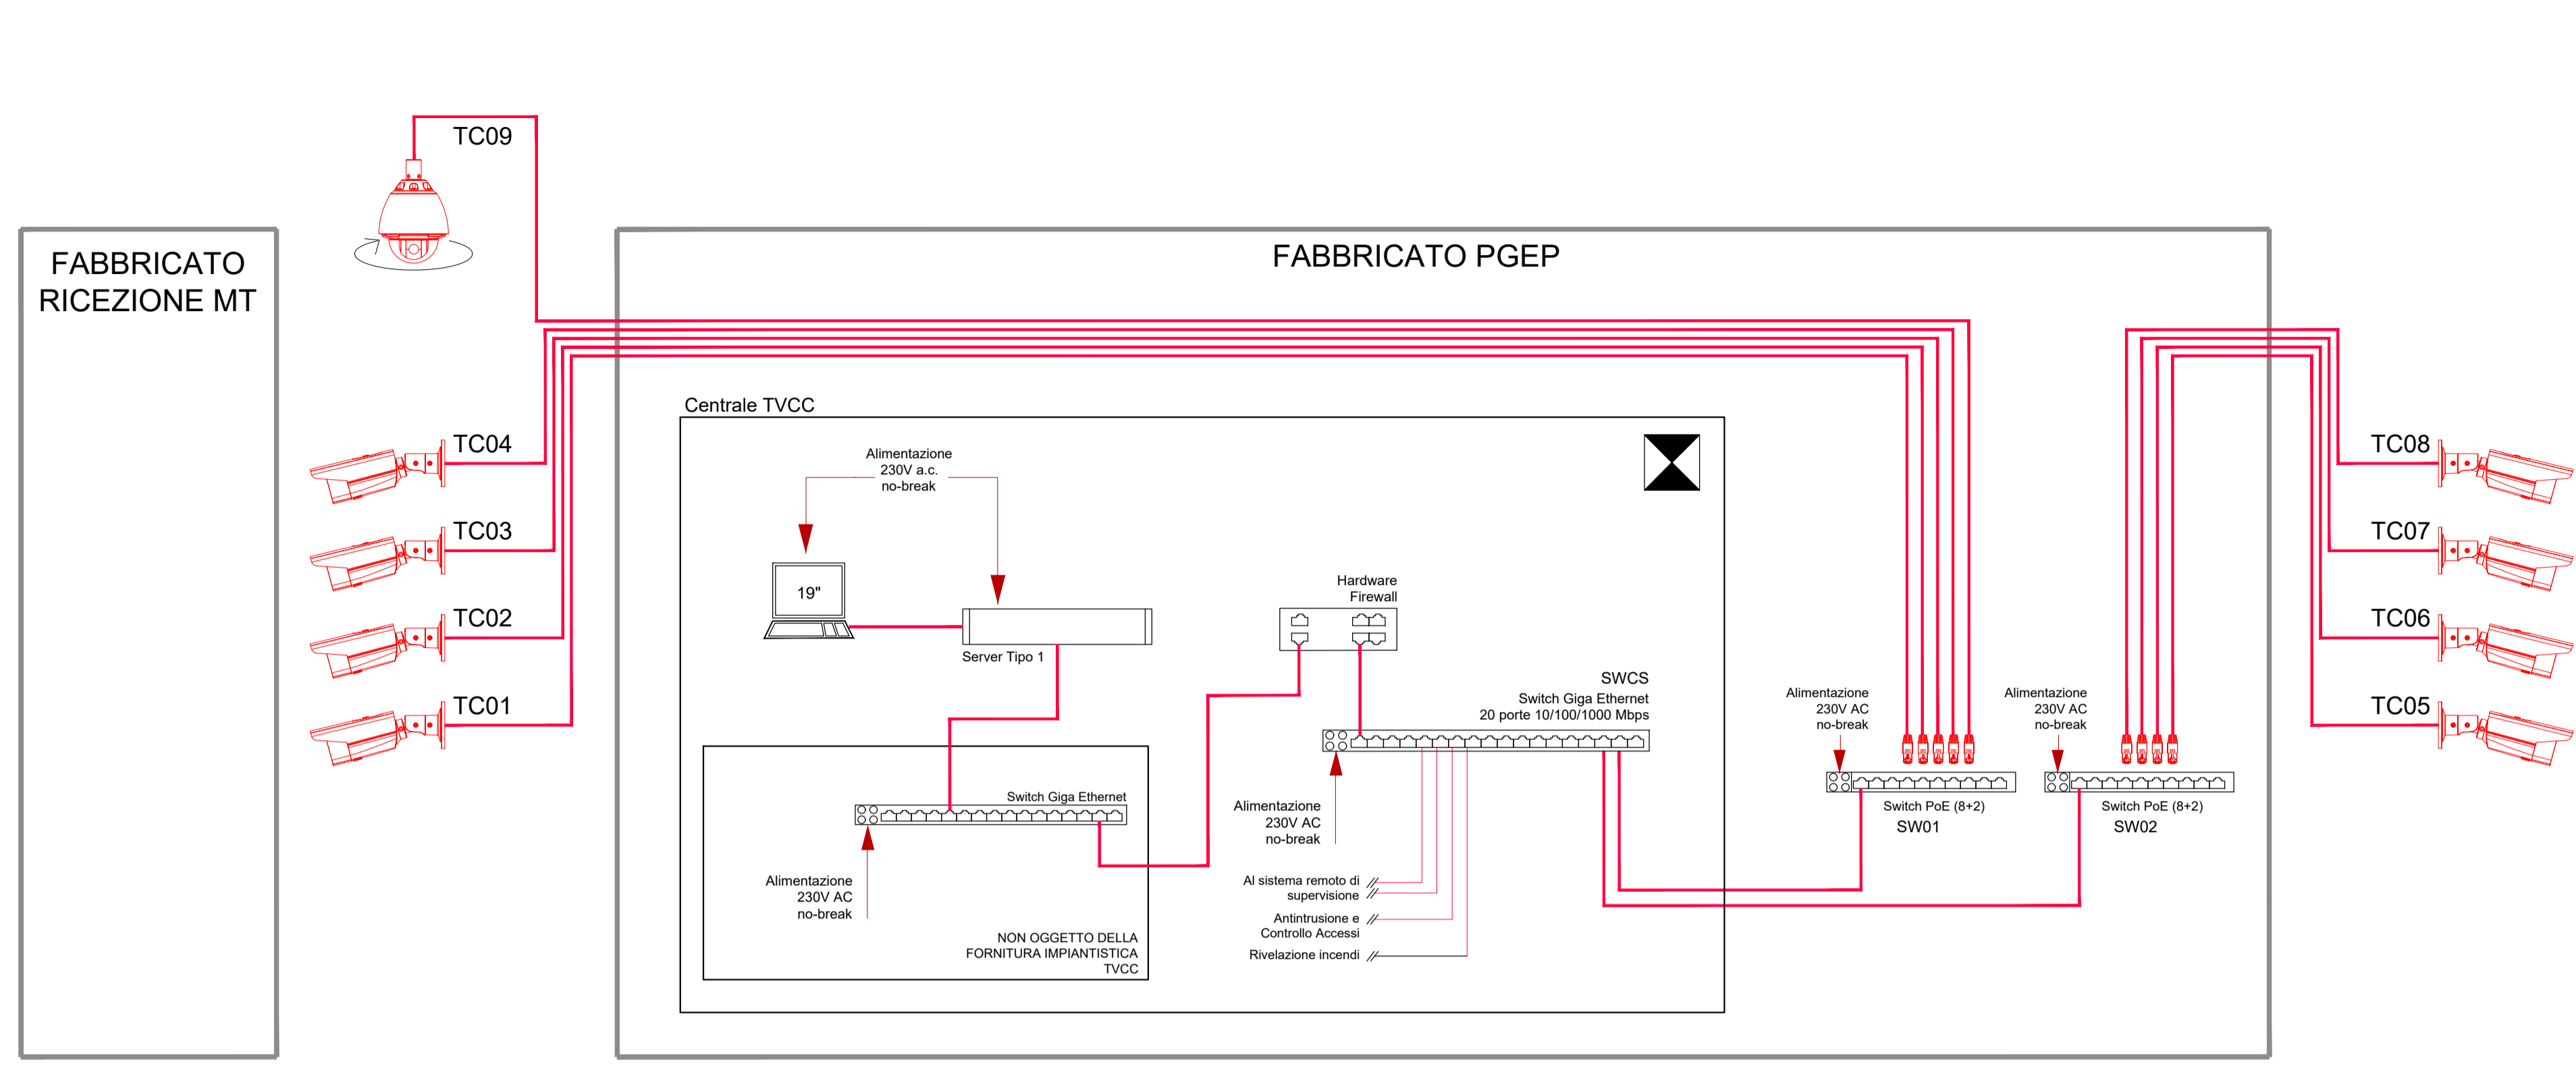 TC09
FABBRICATO
RICEZIONE MT
FABBRICATO PGEP
Centrale TVCC
TC04
TC03
TC02
TC01
TC08
TC07
TC06
TC05
Alimentazione
230V a.c.
no-break
19"
Server Tipo 1
Hardware
Firewall
SWCS
Switch Giga Ethernet
20 porte 10/100/1000 Mbps
Alimentazione
230V AC
no-break
Alimentazione
230V AC
no-break
Switch PoE (8+2)
SW01
Switch PoE (8+2)
SW02
Switch Giga Ethernet
Alimentazione
230V AC
no-break
Alimentazione
230V AC
no-break
NON OGGETTO DELLA
FORNITURA IMPIANTISTICA
TVCC
Al sistema remoto di
supervisione
Antintrusione e
Controllo Accessi
Rivelazione incendi